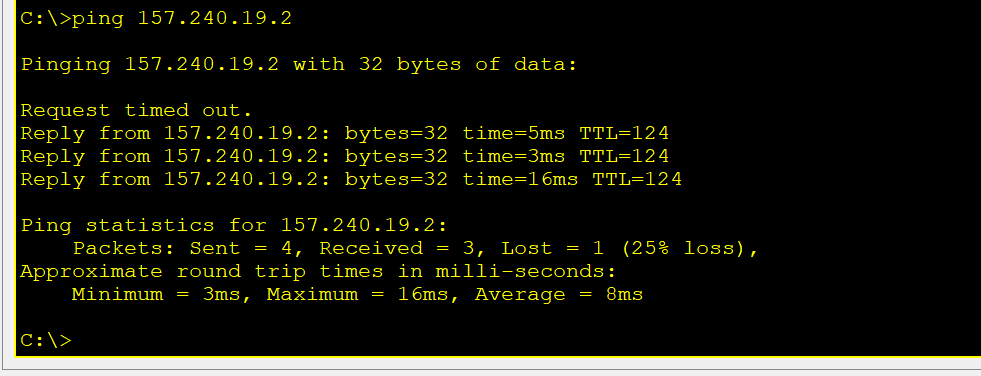 C:\>ping 157.240.19.2
Pinging 157.240.19.2 with 32 bytes of data:
Request timed out.
Reply from 157.240.19.2: bytes=32 time=5ms TTL=124
Reply from 157.240.19.2: bytes=32 time=3ms TTL=124
Reply from 157.240.19.2: bytes=32 time=16ms TTL=124
Ping statistics for 157.240.19.2:
Packets: Sent = 4, Received = 3, Lost = 1 (25% loss),
Approximate round trip times in milli-seconds:
Minimum = 3ms, Maximum = 16ms, Average = 8ms
C:\>